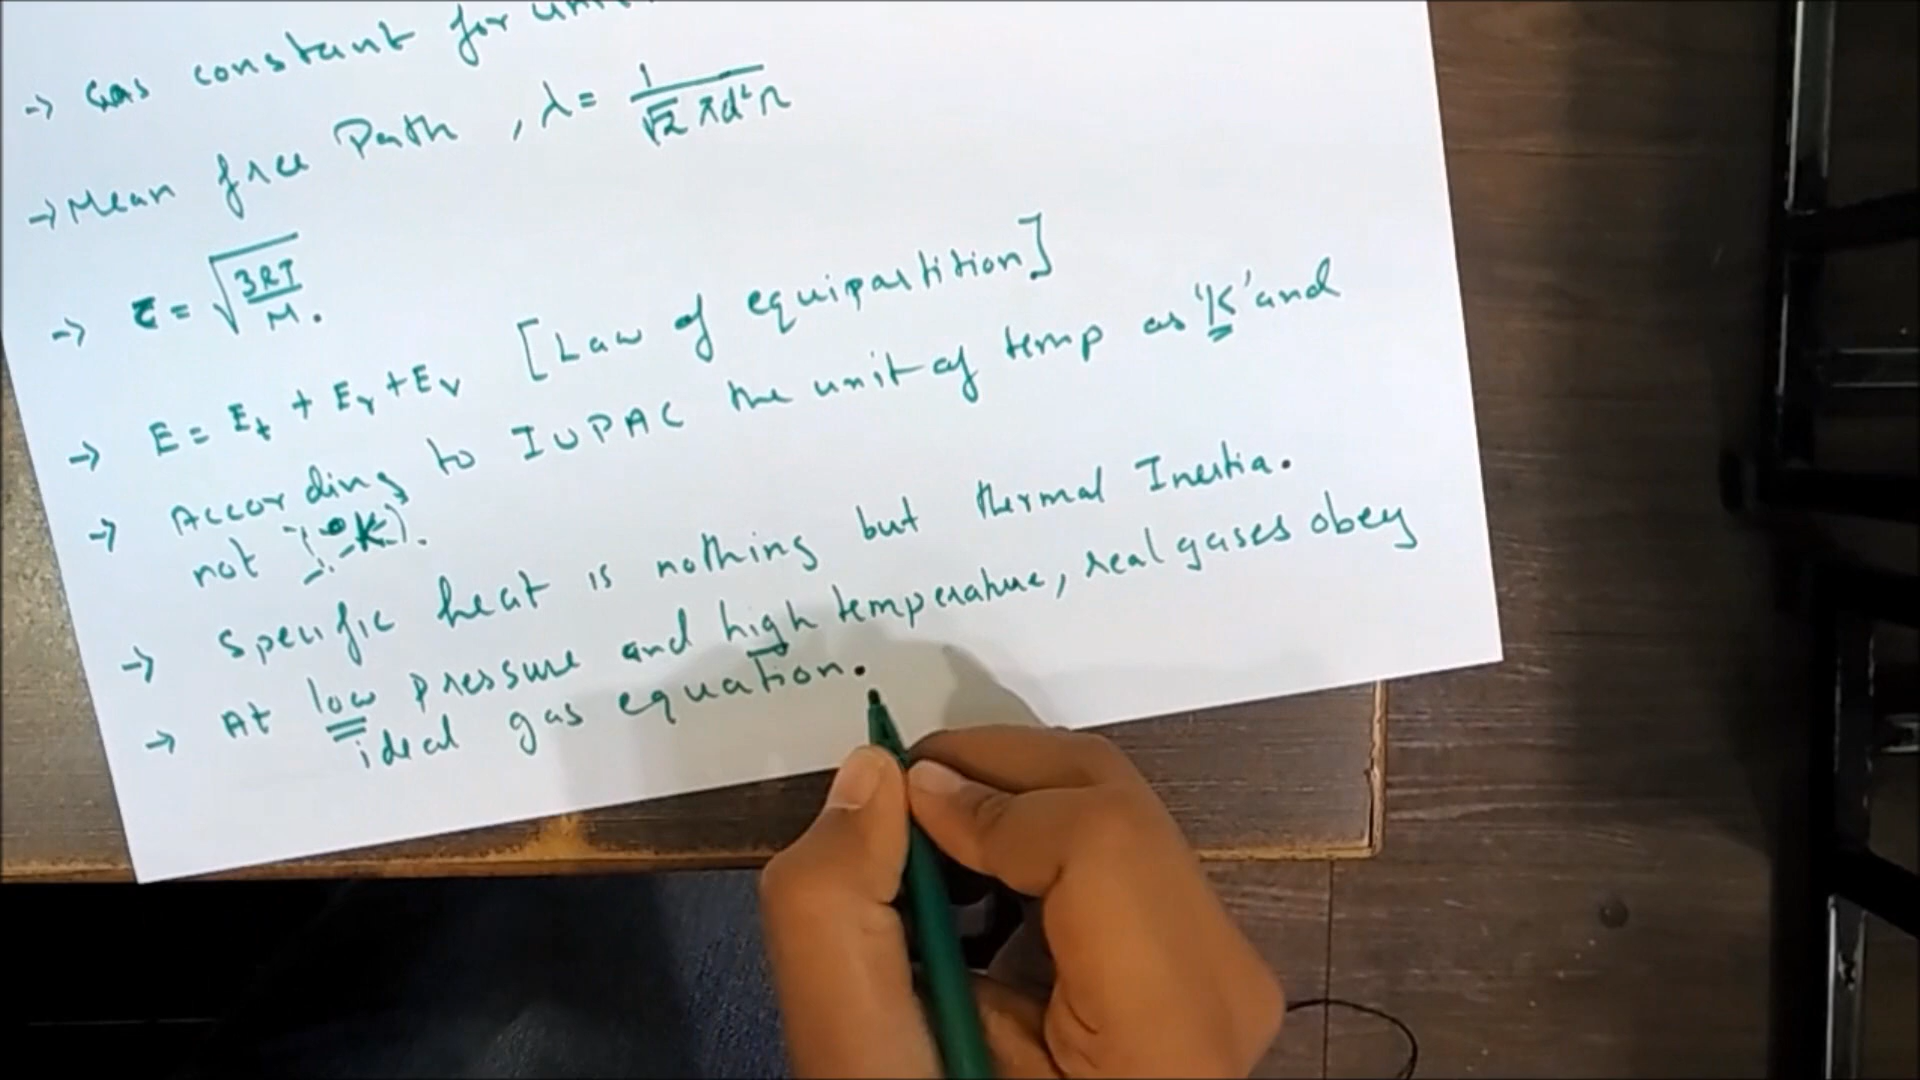 → Gas constant for
→ Mean free Path, λ = 1/√2 πd²n
→ c̄ = √3RT/M.
→ E = Et + Er + Ev [Law of equipartition]
→ According to IUPAC the unit of temp as 'K' and
not (°K).
→ Specific heat is nothing but thermal Inertia.
→ At low pressure and high temperature, real gases obey
ideal gas equation.